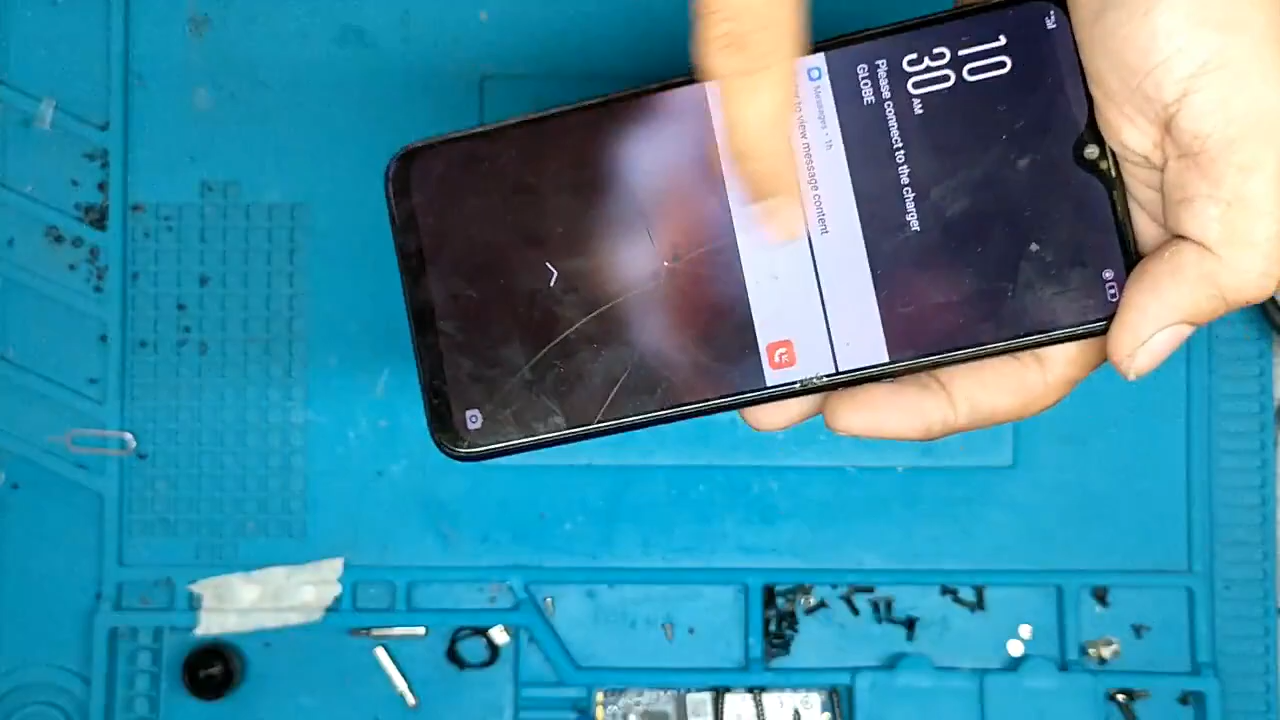 10
30 AM
Please connect to the charger
GLOBE
Messages • 1h
to view message content